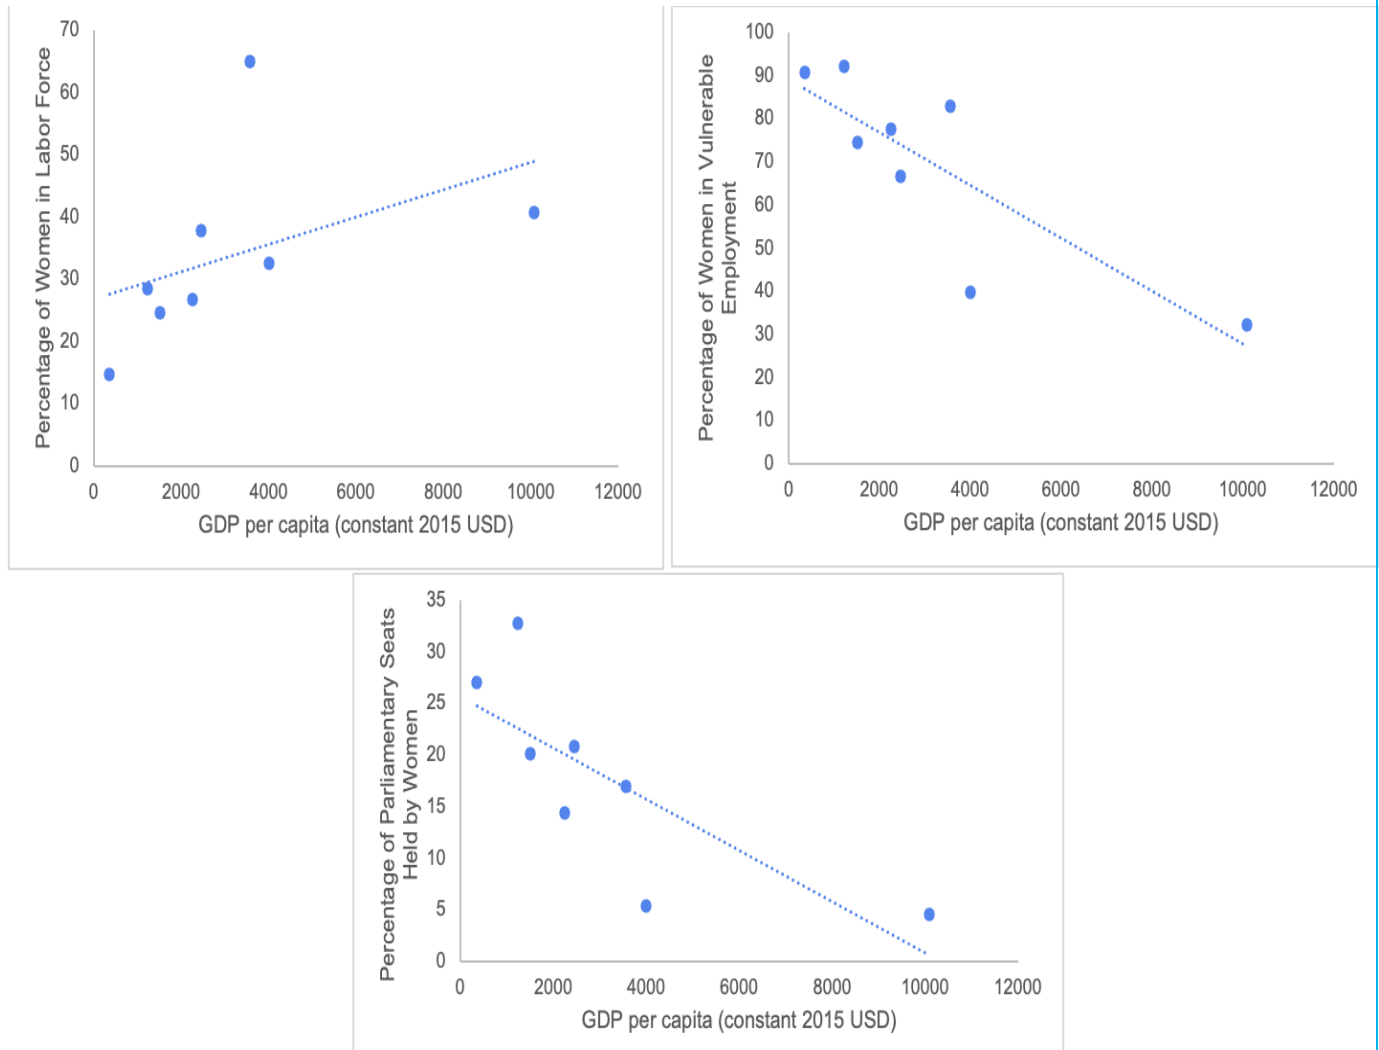 Percentage of Women in Labor Force
70
60
50
40
30
20
10
0
0 2000 4000 6000 8000 10000 12000
GDP per capita (constant 2015 USD)
Percentage of Women in Vulnerable
Employment
100
90
80
70
60
50
40
30
20
10
0
0 2000 4000 6000 8000 10000 12000
GDP per capita (constant 2015 USD)
Percentage of Parliamentary Seats
Held by Women
35
30
25
20
15
10
5
0
0 2000 4000 6000 8000 10000 12000
GDP per capita (constant 2015 USD)